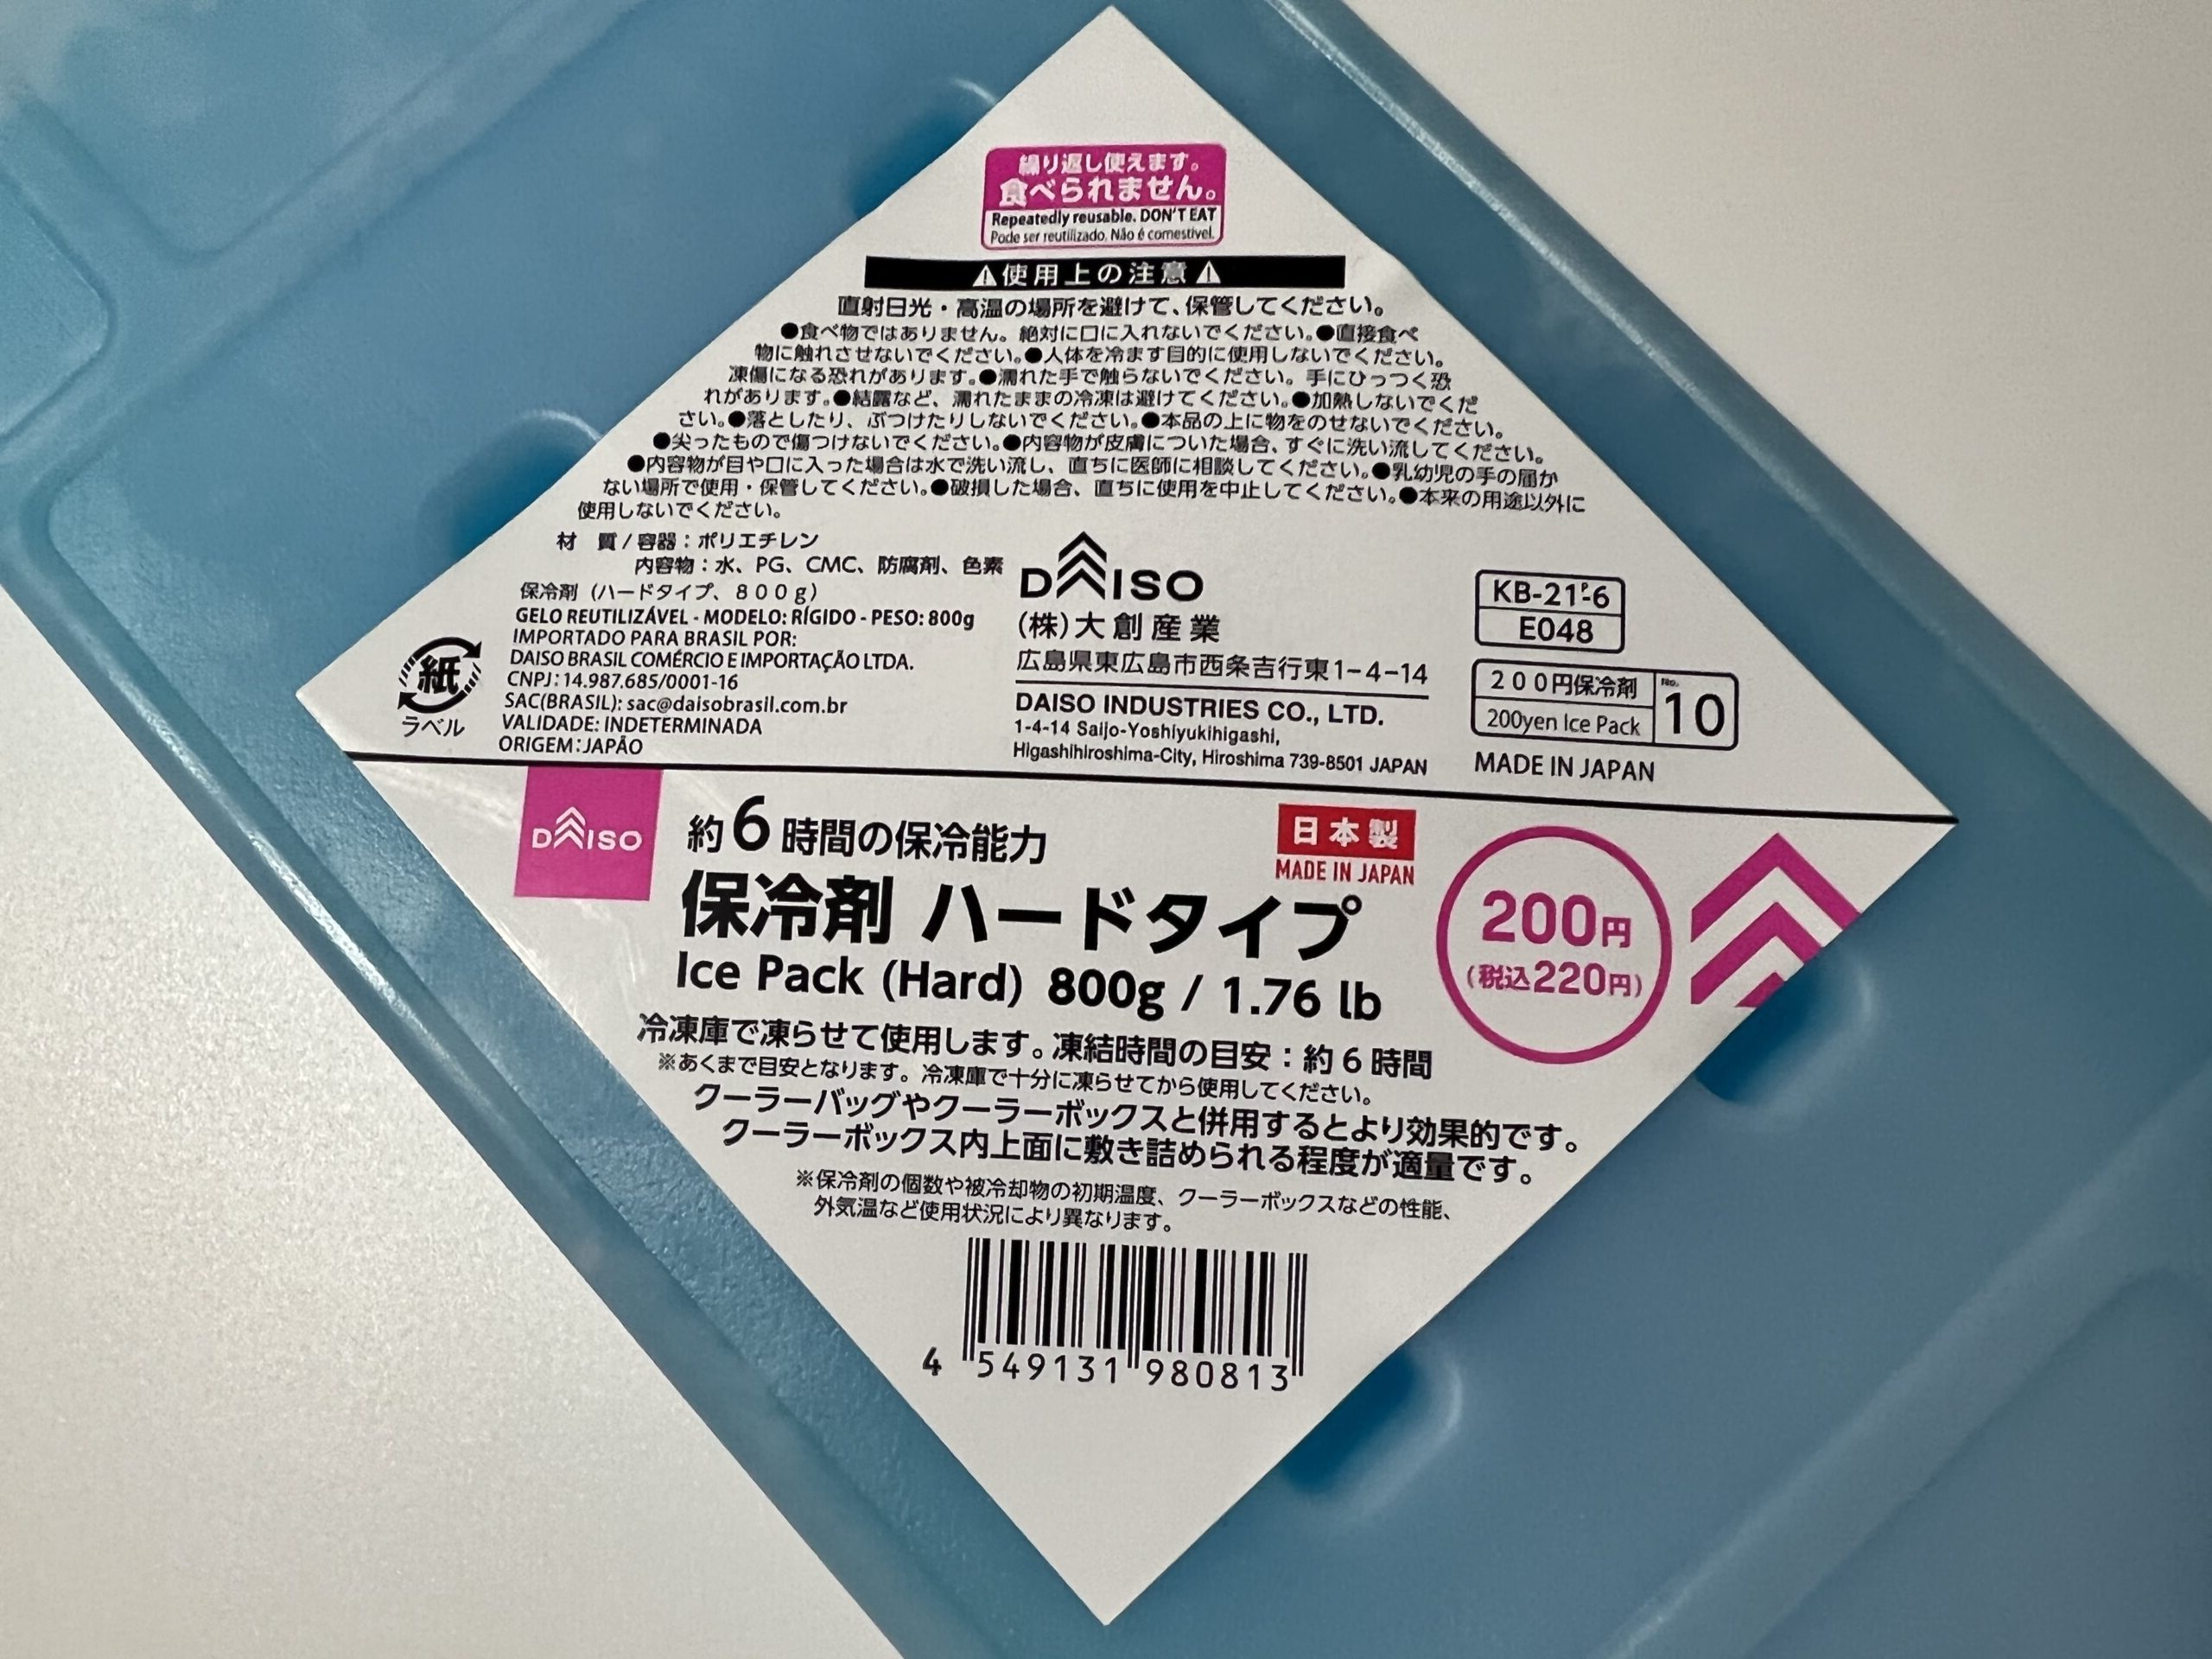 繰り返し使えます。
食べられません。
Repeatedly reusable. DON'T EAT
Pode ser reutilizado. Não é comestível.
⚠使用上の注意⚠
直射日光・高温の場所を避けて、保管してください。
●食べ物ではありません。絶対に口に入れないでください。●直接食べ
物に触れさせないでください。●人体を冷ます目的に使用しないでください。
凍傷になる恐れがあります。●濡れた手で触らないでください。手にひっつく恐
れがあります。●結露など、濡れたままの冷凍は避けてください。●加熱しないでくだ
さい。●落としたり、ぶつけたりしないでください。●本品の上に物をのせないでください。
●尖ったもので傷つけないでください。●内容物が皮膚についた場合、すぐに洗い流してください。
●内容物が目や口に入った場合は水で洗い流し、直ちに医師に相談してください。●乳幼児の手の届か
ない場所で使用・保管してください。●破損した場合、直ちに使用を中止してください。●本来の用途以外に
使用しないでください。
材　質/容器：ポリエチレン
内容物：水、PG、CMC、防腐剤、色素
保冷剤（ハードタイプ、８００ｇ）
GELO REUTILIZÁVEL - MODELO: RÍGIDO - PESO: 800g
IMPORTADO PARA BRASIL POR:
DAISO BRASIL COMÉRCIO E IMPORTAÇÃO LTDA.
CNPJ: 14.987.685/0001-16
SAC(BRASIL): sac@daisobrasil.com.br
VALIDADE: INDETERMINADA
ORIGEM: JAPÃO
紙
ラベル
DAISO
(株)大創産業
広島県東広島市西条吉行東1-4-14
DAISO INDUSTRIES CO., LTD.
1-4-14 Saijo-Yoshiyukihigashi,
Higashihiroshima-City, Hiroshima 739-8501 JAPAN
KB-21-P-6
E048
２００円保冷剤
200yen Ice Pack
No. 10
MADE IN JAPAN
DAISO
約6時間の保冷能力
日本製
MADE IN JAPAN
保冷剤 ハードタイプ
Ice Pack (Hard) 800g / 1.76 lb
200円
(税込220円)
冷凍庫で凍らせて使用します。凍結時間の目安：約6時間
※あくまで目安となります。冷凍庫で十分に凍らせてから使用してください。
クーラーバッグやクーラーボックスと併用するとより効果的です。
クーラーボックス内上面に敷き詰められる程度が適量です。
※保冷剤の個数や被冷却物の初期温度、クーラーボックスなどの性能、
外気温など使用状況により異なります。
4 549131 980813